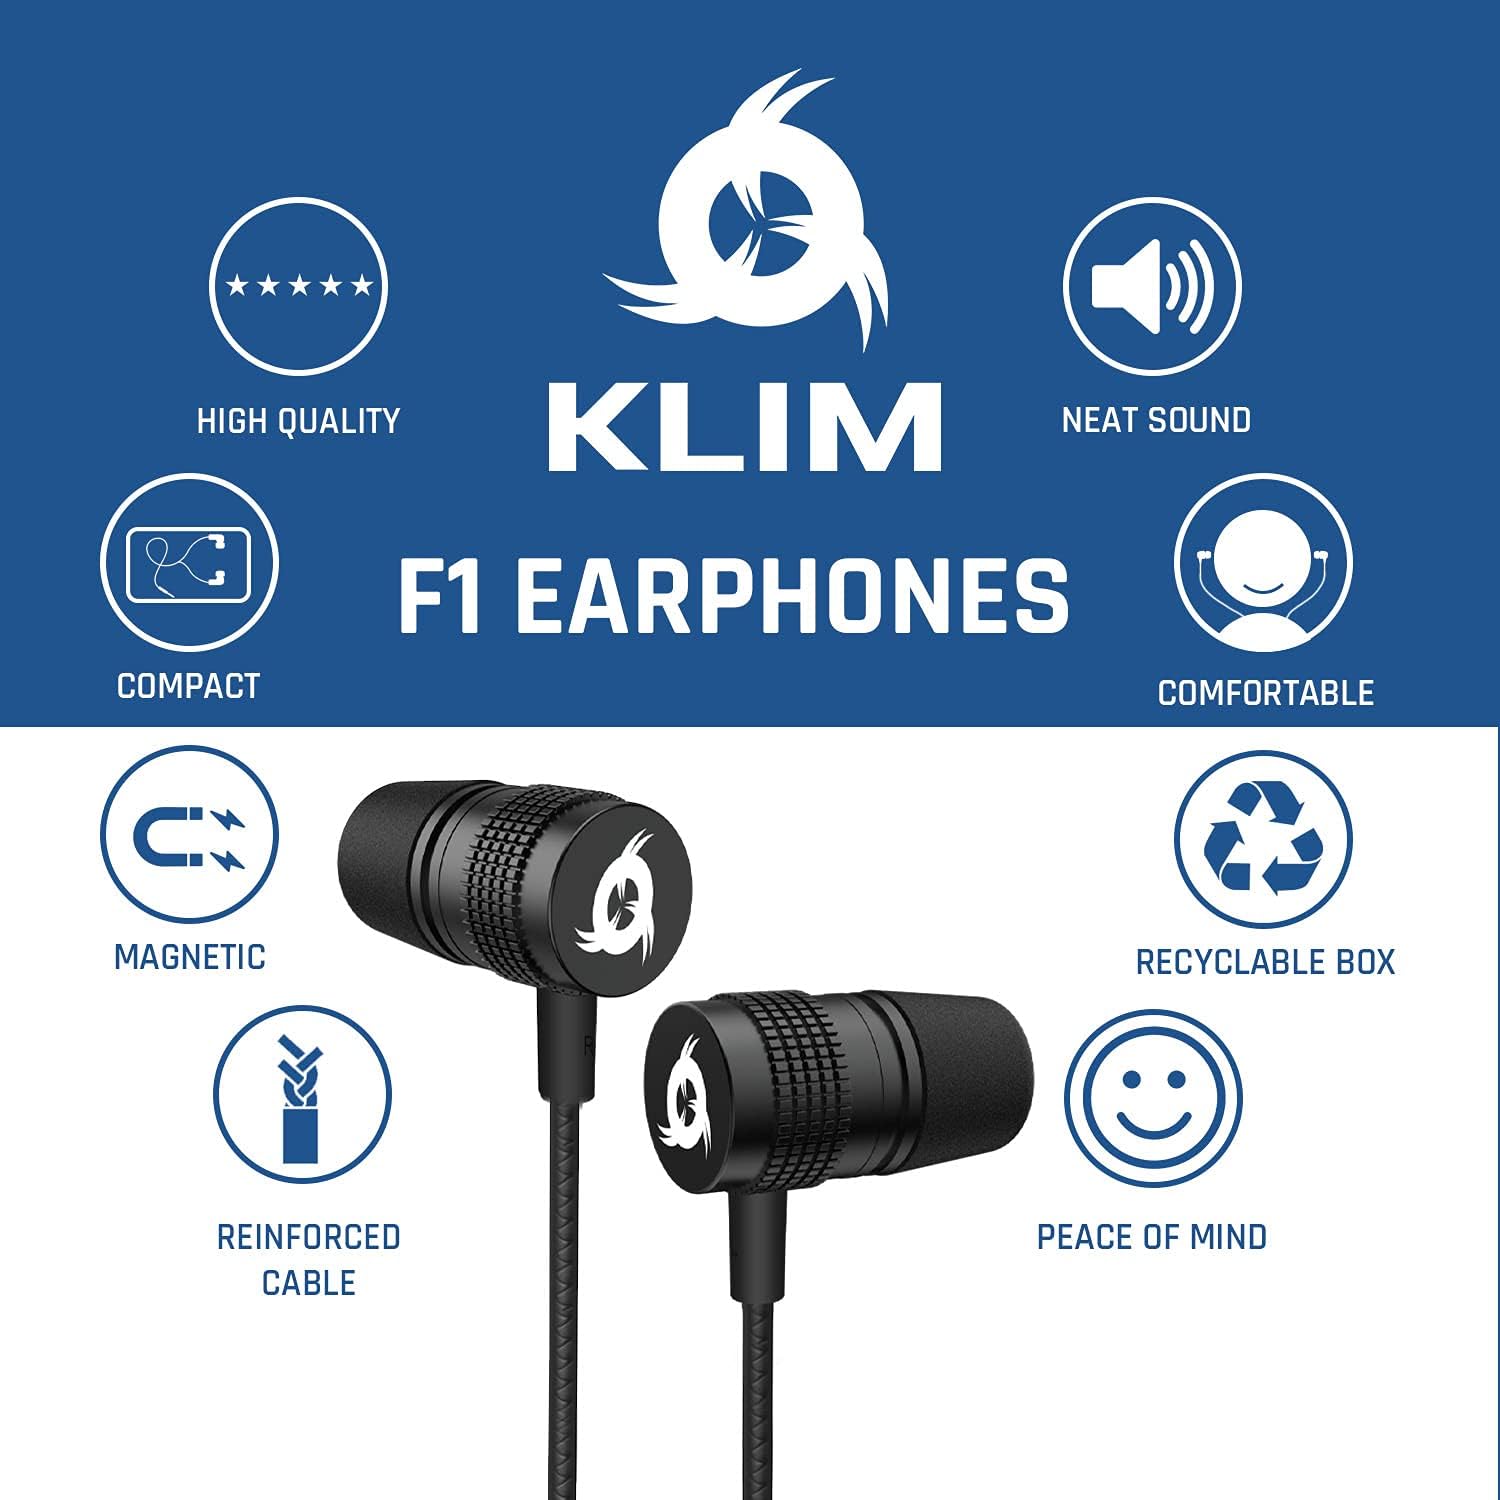 KLIM
HIGH QUALITY
NEAT SOUND
F1 EARPHONES
COMPACT
COMFORTABLE
MAGNETIC
RECYCLABLE BOX
R
REINFORCED
CABLE
PEACE OF MIND